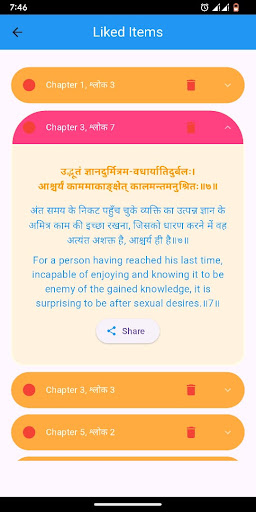 7:46
Liked Items
Chapter 1, श्लोक 3
Chapter 3, श्लोक 7
उद्भूतं ज्ञानदुर्मित्रम-वधार्यातिदुर्बलः।
आश्चर्यं काममाकाङ्क्षेत् कालमन्तमनुश्रितः॥७॥
अंत समय के निकट पहुँच चुके व्यक्ति का उत्पन्न ज्ञान के
अमित्र काम की इच्छा रखना, जिसको धारण करने में वह
अत्यंत अशक्त है, आश्चर्य ही है॥७॥
For a person having reached his last time,
incapable of enjoying and knowing it to be
enemy of the gained knowledge, it is
surprising to be after sexual desires.॥7॥
Share
Chapter 3, श्लोक 3
Chapter 5, श्लोक 2